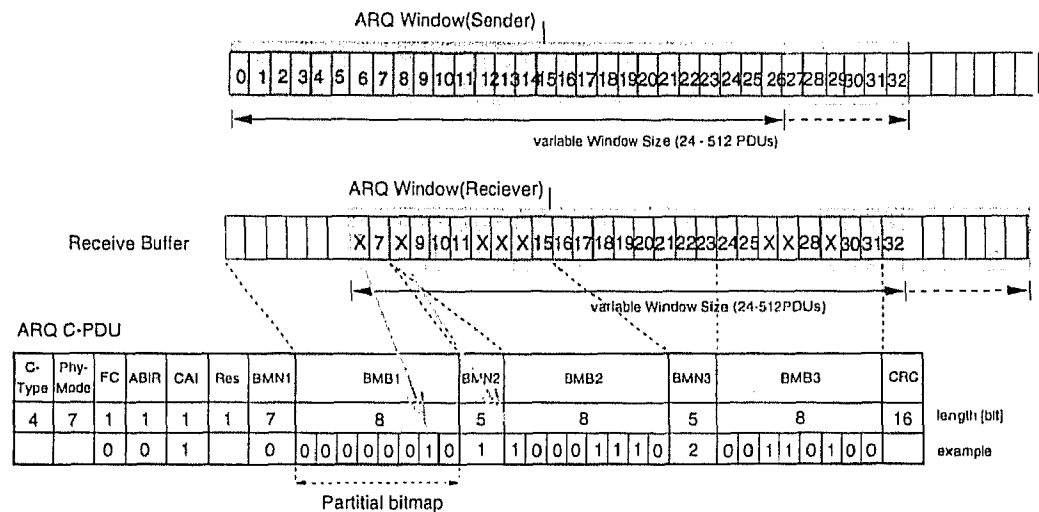 ARQ Window(Sender)
0 1 2 3 4 5 6 7 8 9 10 11 12 13 14 15 16 17 18 19 20 21 22 23 24 25 26 27 28 29 30 31 32
variable Window Size (24 - 512 PDUs)
ARQ Window(Reciever)
Receive Buffer
X 7 X 9 10 11 X X X 15 16 17 18 19 20 21 22 23 24 25 X X 28 X 30 31 32
variable Window Size (24-512PDUs)
ARQ C-PDU
C-Type Phy-Mode FC ABIR CAI Res BMN1 BMB1 BMN2 BMB2 BMN3 BMB3 CRC
4 7 1 1 1 1 7 8 5 8 5 8 16 length [bit]
0 0 1 0 0 0 0 0 0 0 1 0 1 1 0 0 0 1 1 1 0 2 0 0 1 1 0 1 0 0 example
Partitial bitmap